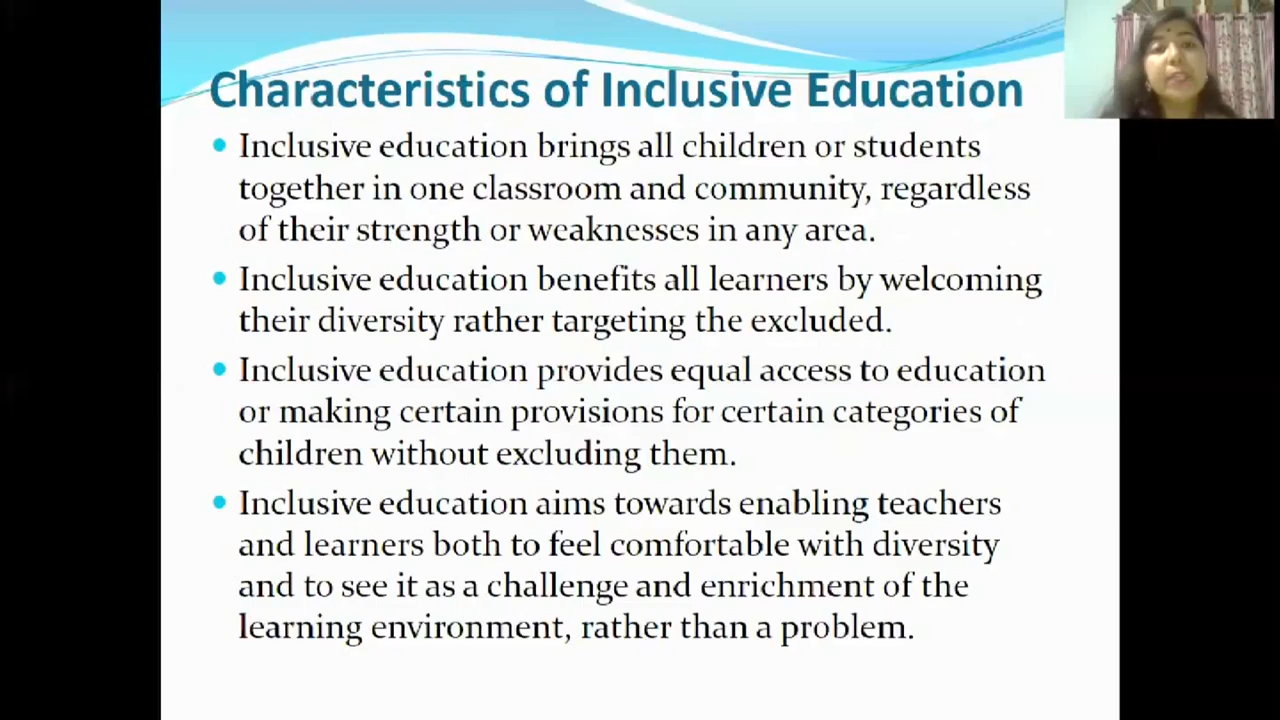 Characteristics of Inclusive Education
• Inclusive education brings all children or students
together in one classroom and community, regardless
of their strength or weaknesses in any area.
• Inclusive education benefits all learners by welcoming
their diversity rather targeting the excluded.
• Inclusive education provides equal access to education
or making certain provisions for certain categories of
children without excluding them.
• Inclusive education aims towards enabling teachers
and learners both to feel comfortable with diversity
and to see it as a challenge and enrichment of the
learning environment, rather than a problem.